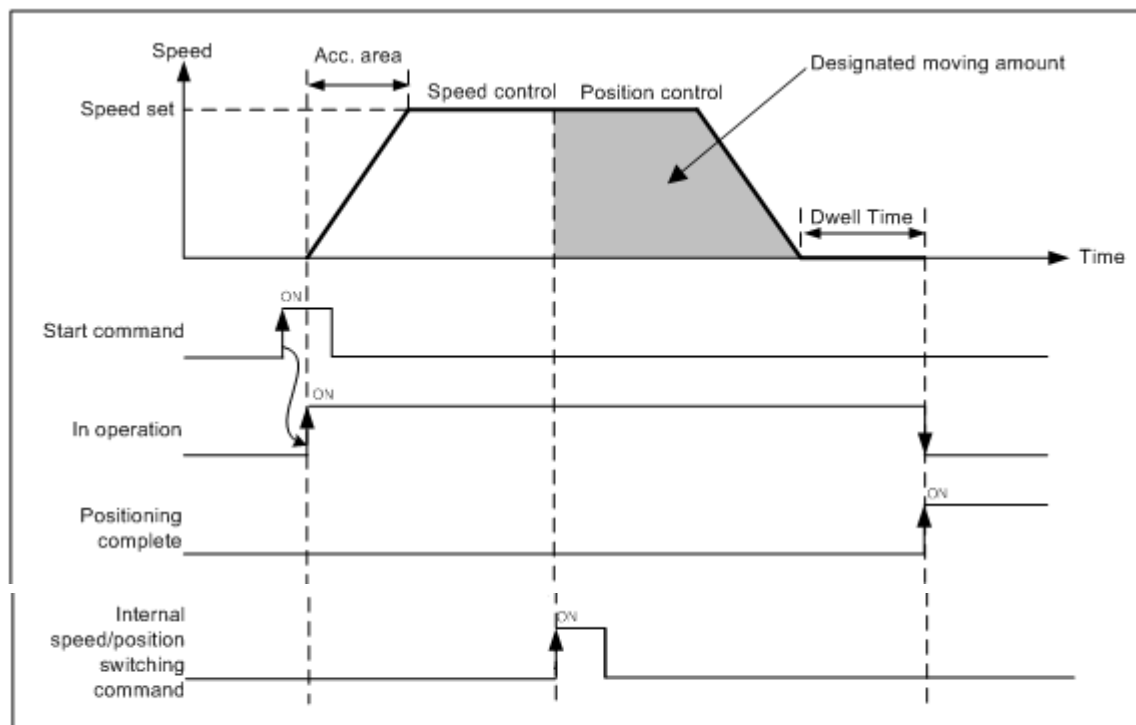 Speed
Acc. area
Designated moving amount
Speed set
Speed control
Position control
Dwell Time
Time
ON
Start command
ON
In operation
ON
Positioning
complete
ON
Internal
speed/position
switching
command